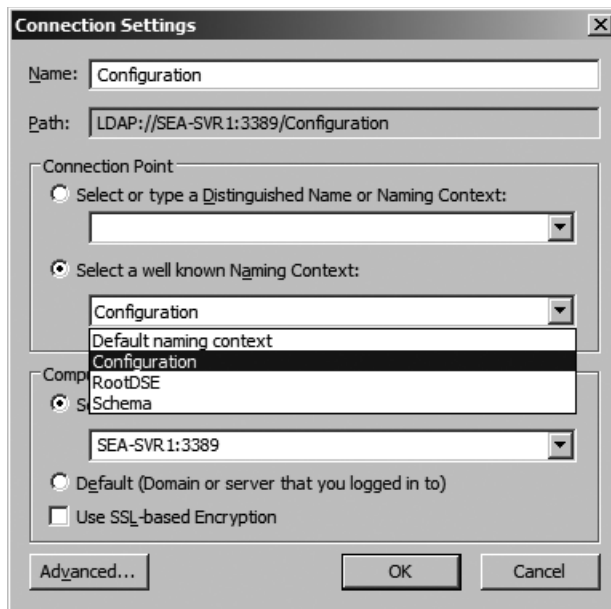 Connection Settings
Name: Configuration
Path: LDAP://SEA-SVR1:3389/Configuration
Connection Point
Select or type a Distinguished Name or Naming Context:
Select a well known Naming Context:
Configuration
Default naming context
Configuration
RootDSE
Schema
SEA-SVR1:3389
Default (Domain or server that you logged in to)
Use SSL-based Encryption
Advanced...
OK
Cancel